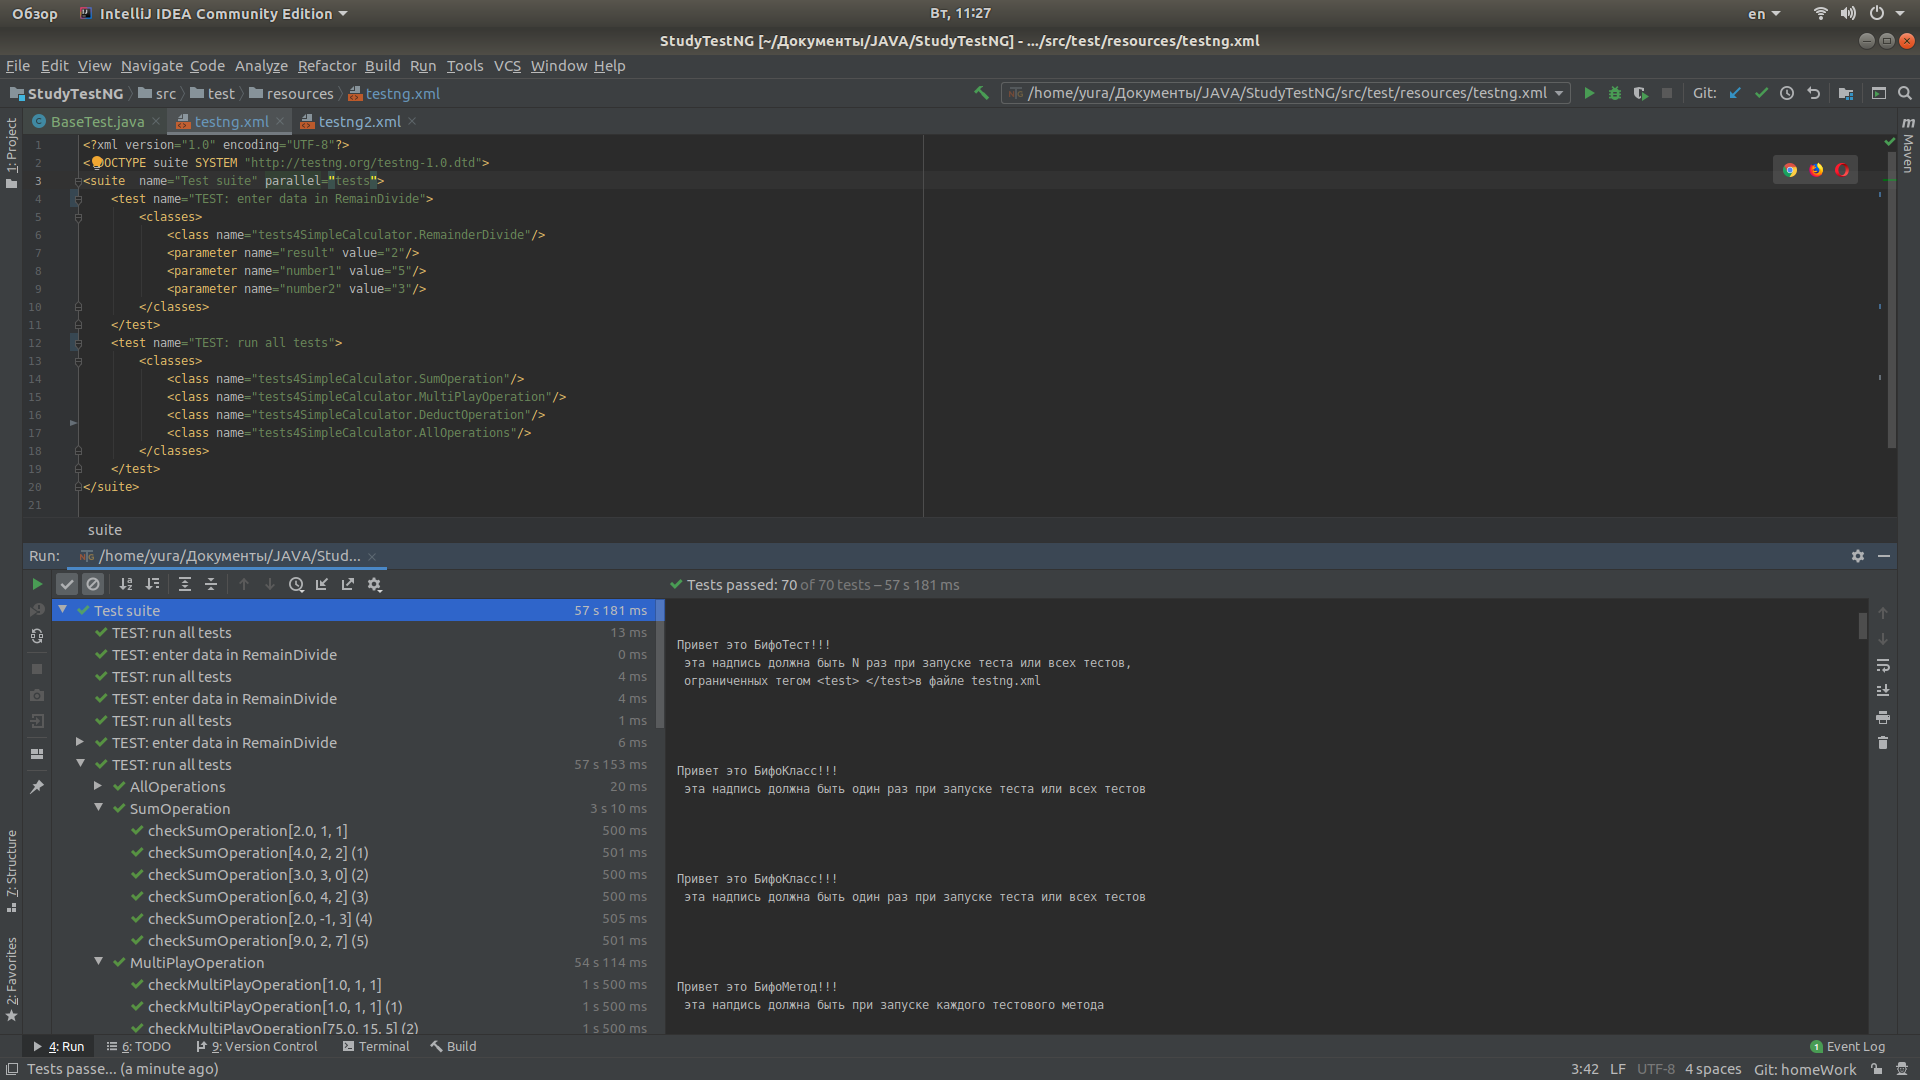 Обзор IntelliJ IDEA Community Edition Вт, 11:27 en
StudyTestNG [~/Документы/JAVA/StudyTestNG] - .../src/test/resources/testng.xml
File Edit View Navigate Code Analyze Refactor Build Run Tools VCS Window Help
StudyTestNG src test resources testng.xml /home/yura/Документы/JAVA/StudyTestNG/src/test/resources/testng.xml Git:
BaseTest.java testng.xml testng2.xml
1: Project
Maven
1 <?xml version="1.0" encoding="UTF-8"?>
2 <!DOCTYPE suite SYSTEM "http://testng.org/testng-1.0.dtd">
3 <suite  name="Test suite" parallel="tests">
4 <test name="TEST: enter data in RemainDivide">
5 <classes>
6 <class name="tests4SimpleCalculator.RemainderDivide"/>
7 <parameter name="result" value="2"/>
8 <parameter name="number1" value="5"/>
9 <parameter name="number2" value="3"/>
10 </classes>
11 </test>
12 <test name="TEST: run all tests">
13 <classes>
14 <class name="tests4SimpleCalculator.SumOperation"/>
15 <class name="tests4SimpleCalculator.MultiPlayOperation"/>
16 <class name="tests4SimpleCalculator.DeductOperation"/>
17 <class name="tests4SimpleCalculator.AllOperations"/>
18 </classes>
19 </test>
20 </suite>
21
suite
Run: /home/yura/Документы/JAVA/Stud...
Tests passed: 70 of 70 tests – 57 s 181 ms
Test suite 57 s 181 ms
TEST: run all tests 13 ms
TEST: enter data in RemainDivide 0 ms
TEST: run all tests 4 ms
TEST: enter data in RemainDivide 4 ms
TEST: run all tests 1 ms
TEST: enter data in RemainDivide 6 ms
TEST: run all tests 57 s 153 ms
AllOperations 20 ms
SumOperation 3 s 10 ms
checkSumOperation[2.0, 1, 1] 500 ms
checkSumOperation[4.0, 2, 2] (1) 501 ms
checkSumOperation[3.0, 3, 0] (2) 500 ms
checkSumOperation[6.0, 4, 2] (3) 500 ms
checkSumOperation[2.0, -1, 3] (4) 505 ms
checkSumOperation[9.0, 2, 7] (5) 501 ms
MultiPlayOperation 54 s 114 ms
checkMultiPlayOperation[1.0, 1, 1] 1 s 500 ms
checkMultiPlayOperation[1.0, 1, 1] (1) 1 s 500 ms
checkMultiPlayOperation[75.0, 15, 5] (2) 1 s 500 ms
Привет это БифоТест!!!
эта надпись должна быть N раз при запуске теста или всех тестов,
ограниченных тегом <test> </test>в файле testng.xml
Привет это БифоКласс!!!
эта надпись должна быть один раз при запуске теста или всех тестов
Привет это БифоКласс!!!
эта надпись должна быть один раз при запуске теста или всех тестов
Привет это БифоМетод!!!
эта напдись должна быть при запуске каждого тестового метода
7: Structure
2: Favorites
4: Run 6: TODO 9: Version Control Terminal Build 1 Event Log
Tests passe... (a minute ago) 3:42 LF UTF-8 4 spaces Git: homeWork